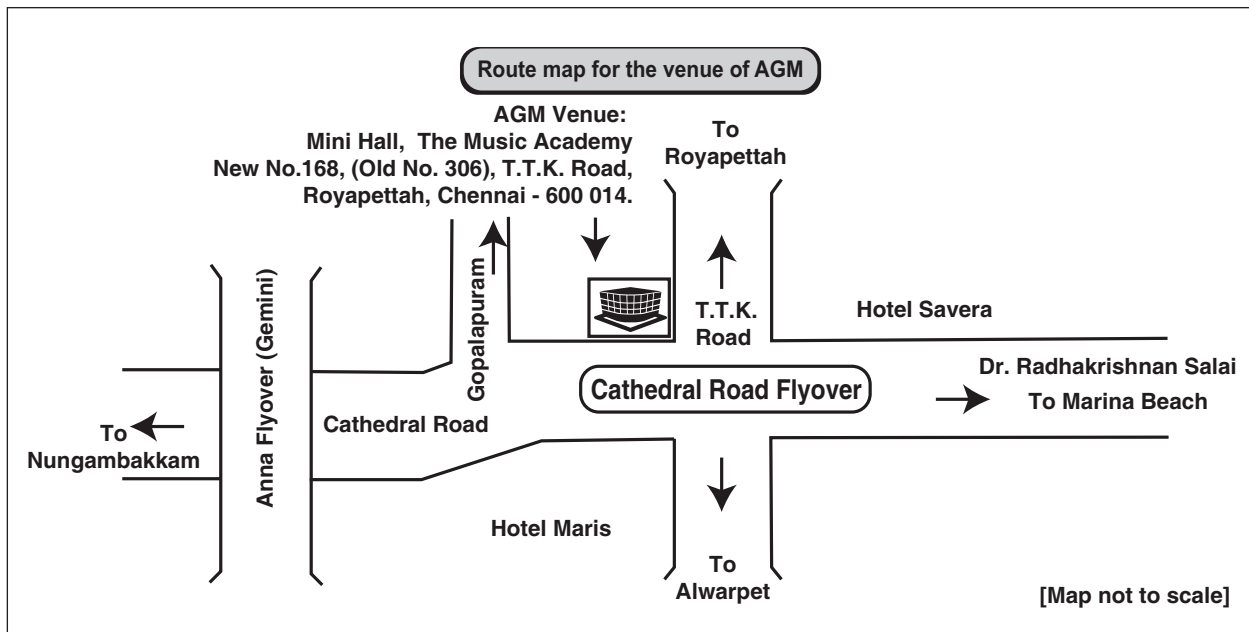 Route map for the venue of AGM
AGM Venue:
Mini Hall, The Music Academy
New No.168, (Old No. 306), T.T.K. Road,
Royapettah, Chennai - 600 014.
To
Royapettah
Anna Flyover (Gemini)
Gopalapuram
T.T.K.
Road
Hotel Savera
Cathedral Road Flyover
Dr. Radhakrishnan Salai
To Marina Beach
Cathedral Road
To
Nungambakkam
Hotel Maris
To
Alwarpet
[Map not to scale]